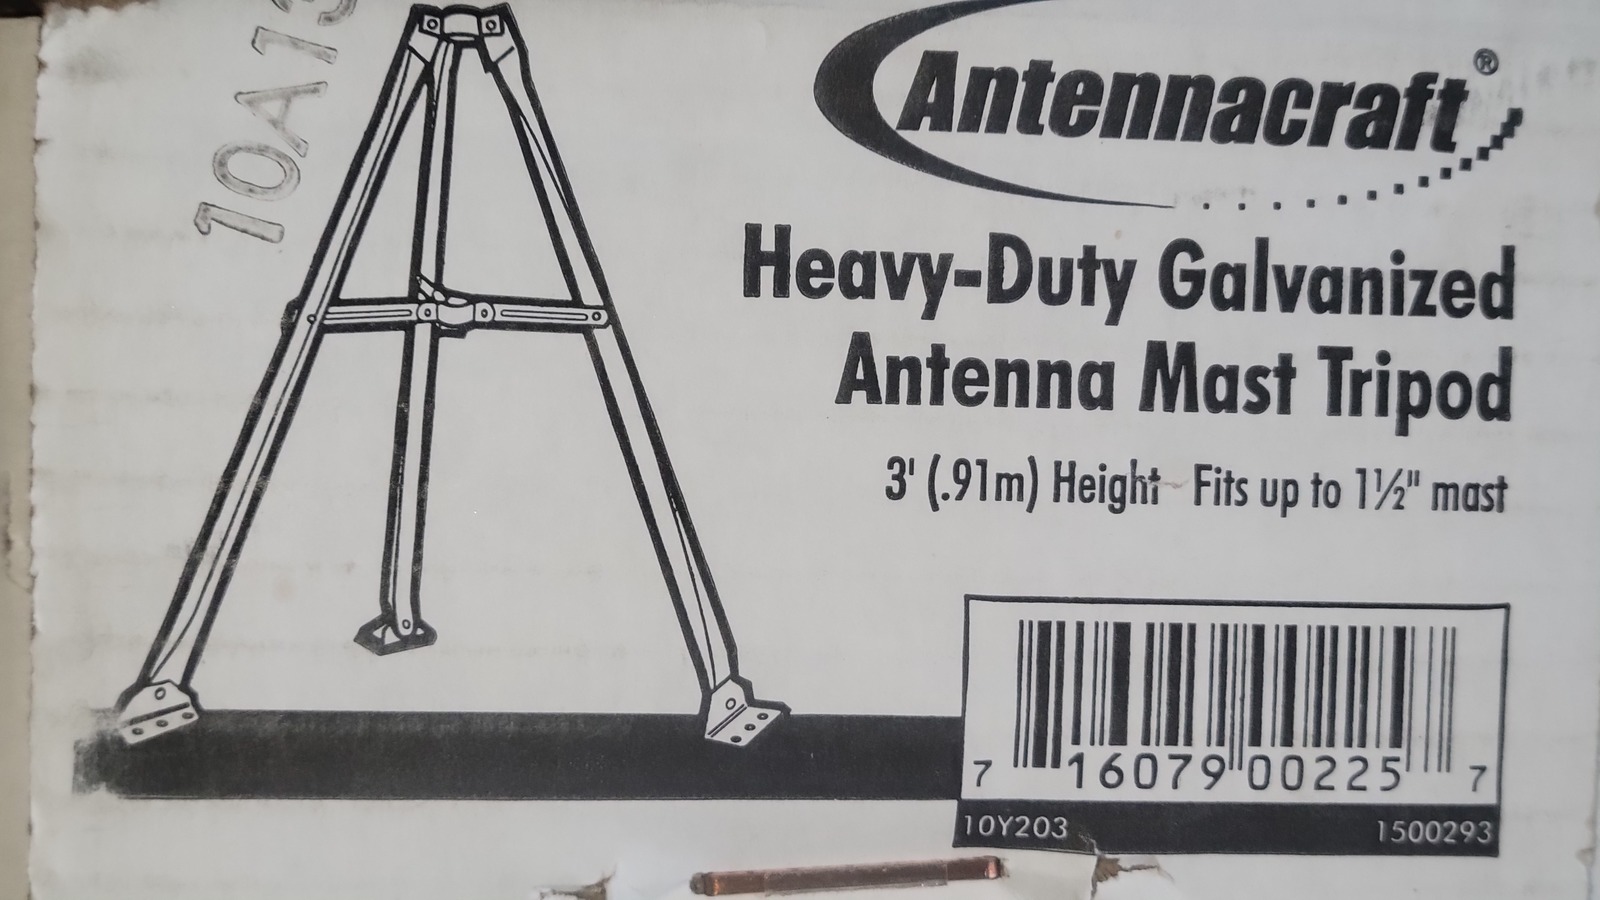 10A13
Antennacraft®
Heavy-Duty Galvanized
Antenna Mast Tripod
3' (.91m) Height - Fits up to 1½" mast
7 16079 00225 7
10Y203 1500293